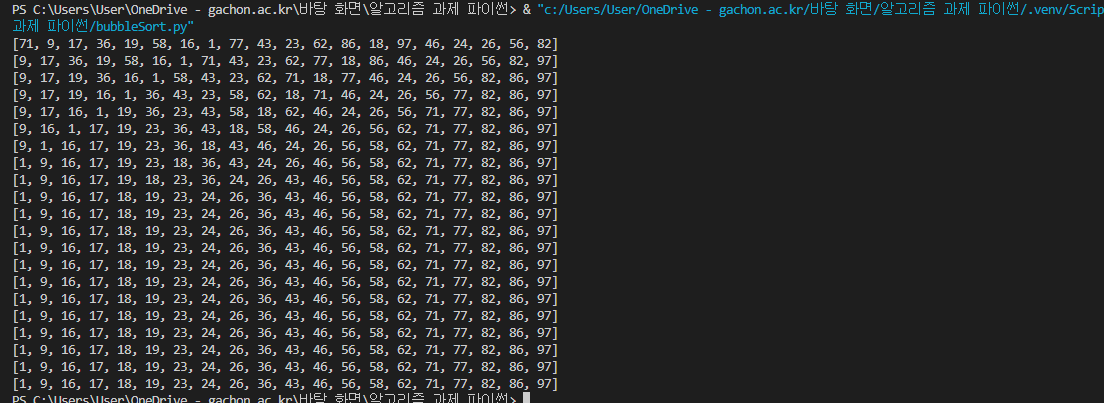 PS C:\Users\User\OneDrive - gachon.ac.kr\바탕 화면\알고리즘 과제 파이썬> & "c:/Users/User/OneDrive - gachon.ac.kr/바탕 화면/알고리즘 과제 파이썬/.venv/Scrip
과제 파이썬/bubbleSort.py"
[71, 9, 17, 36, 19, 58, 16, 1, 77, 43, 23, 62, 86, 18, 97, 46, 24, 26, 56, 82]
[9, 17, 36, 19, 58, 16, 1, 71, 43, 23, 62, 77, 18, 86, 46, 24, 26, 56, 82, 97]
[9, 17, 19, 36, 16, 1, 58, 43, 23, 62, 71, 18, 77, 46, 24, 26, 56, 82, 86, 97]
[9, 17, 19, 16, 1, 36, 43, 23, 58, 62, 18, 71, 46, 24, 26, 56, 77, 82, 86, 97]
[9, 17, 16, 1, 19, 36, 23, 43, 58, 18, 62, 46, 24, 26, 56, 71, 77, 82, 86, 97]
[9, 16, 1, 17, 19, 23, 36, 43, 18, 58, 46, 24, 26, 56, 62, 71, 77, 82, 86, 97]
[9, 1, 16, 17, 19, 23, 36, 18, 43, 46, 24, 26, 56, 58, 62, 71, 77, 82, 86, 97]
[1, 9, 16, 17, 19, 23, 18, 36, 43, 24, 26, 46, 56, 58, 62, 71, 77, 82, 86, 97]
[1, 9, 16, 17, 19, 18, 23, 36, 24, 26, 43, 46, 56, 58, 62, 71, 77, 82, 86, 97]
[1, 9, 16, 17, 18, 19, 23, 24, 26, 36, 43, 46, 56, 58, 62, 71, 77, 82, 86, 97]
[1, 9, 16, 17, 18, 19, 23, 24, 26, 36, 43, 46, 56, 58, 62, 71, 77, 82, 86, 97]
[1, 9, 16, 17, 18, 19, 23, 24, 26, 36, 43, 46, 56, 58, 62, 71, 77, 82, 86, 97]
[1, 9, 16, 17, 18, 19, 23, 24, 26, 36, 43, 46, 56, 58, 62, 71, 77, 82, 86, 97]
[1, 9, 16, 17, 18, 19, 23, 24, 26, 36, 43, 46, 56, 58, 62, 71, 77, 82, 86, 97]
[1, 9, 16, 17, 18, 19, 23, 24, 26, 36, 43, 46, 56, 58, 62, 71, 77, 82, 86, 97]
[1, 9, 16, 17, 18, 19, 23, 24, 26, 36, 43, 46, 56, 58, 62, 71, 77, 82, 86, 97]
[1, 9, 16, 17, 18, 19, 23, 24, 26, 36, 43, 46, 56, 58, 62, 71, 77, 82, 86, 97]
[1, 9, 16, 17, 18, 19, 23, 24, 26, 36, 43, 46, 56, 58, 62, 71, 77, 82, 86, 97]
[1, 9, 16, 17, 18, 19, 23, 24, 26, 36, 43, 46, 56, 58, 62, 71, 77, 82, 86, 97]
[1, 9, 16, 17, 18, 19, 23, 24, 26, 36, 43, 46, 56, 58, 62, 71, 77, 82, 86, 97]
[1, 9, 16, 17, 18, 19, 23, 24, 26, 36, 43, 46, 56, 58, 62, 71, 77, 82, 86, 97]
PS C:\Users\User\OneDrive - gachon.ac.kr\바탕 화면\알고리즘 과제 파이썬>